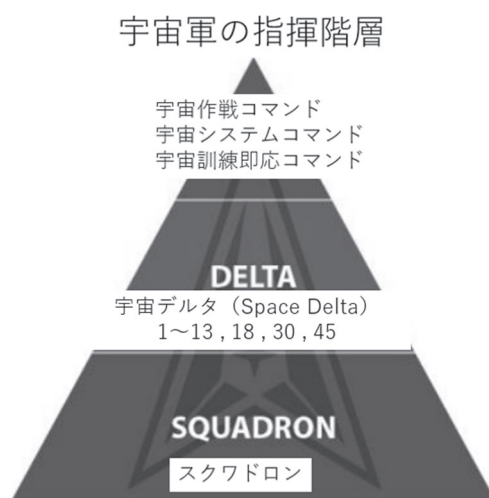 宇宙軍の指揮階層
宇宙作戦コマンド
宇宙システムコマンド
宇宙訓練即応コマンド
DELTA
宇宙デルタ（Space Delta）
1～13 , 18 , 30 , 45
SQUADRON
スクワドロン